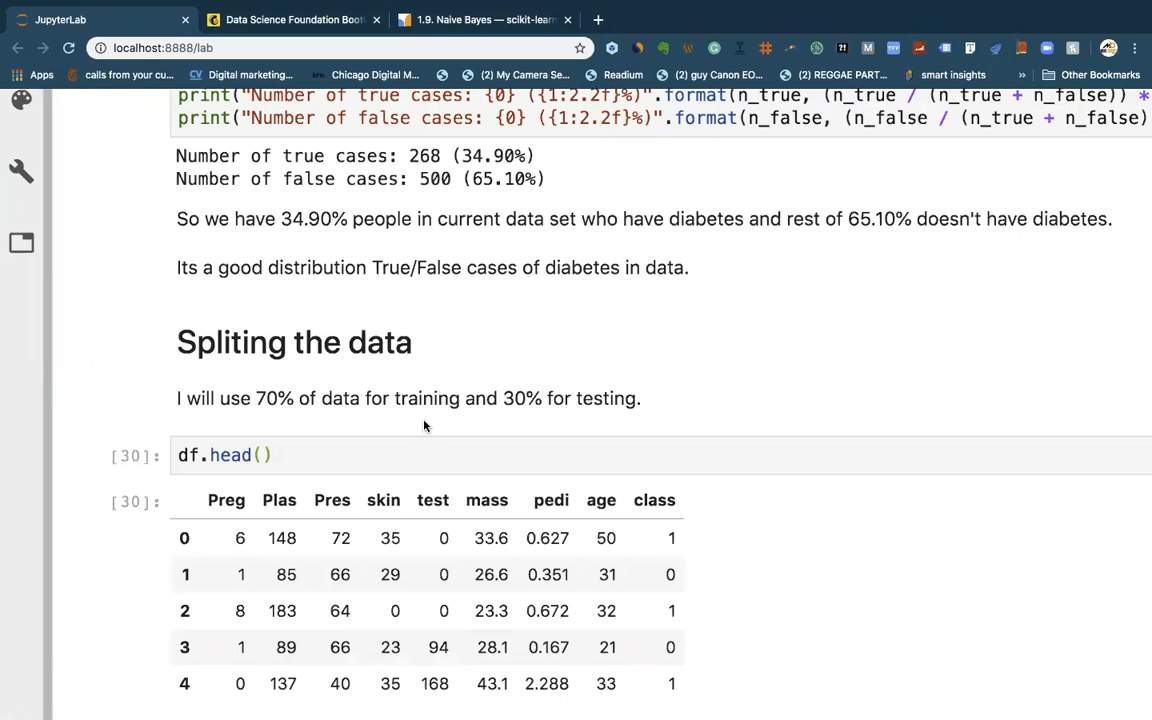 JupyterLab
Data Science Foundation Boot
1.9. Naive Bayes — scikit-learn
localhost:8888/lab
Apps calls from your cu... Digital marketing... Chicago Digital M... (2) My Camera Se... Readium (2) guy Canon EO... (2) REGGAE PART... smart insights » Other Bookmarks
print("Number of true cases: {0} ({1:2.2f}%)".format(n_true, (n_true / (n_true + n_false)) *
print("Number of false cases: {0} ({1:2.2f}%)".format(n_false, (n_false / (n_true + n_false)
Number of true cases: 268 (34.90%)
Number of false cases: 500 (65.10%)
So we have 34.90% people in current data set who have diabetes and rest of 65.10% doesn't have diabetes.
Its a good distribution True/False cases of diabetes in data.
Spliting the data
I will use 70% of data for training and 30% for testing.
[30]: df.head()
[30]: Preg Plas Pres skin test mass pedi age class
0 6 148 72 35 0 33.6 0.627 50 1
1 1 85 66 29 0 26.6 0.351 31 0
2 8 183 64 0 0 23.3 0.672 32 1
3 1 89 66 23 94 28.1 0.167 21 0
4 0 137 40 35 168 43.1 2.288 33 1